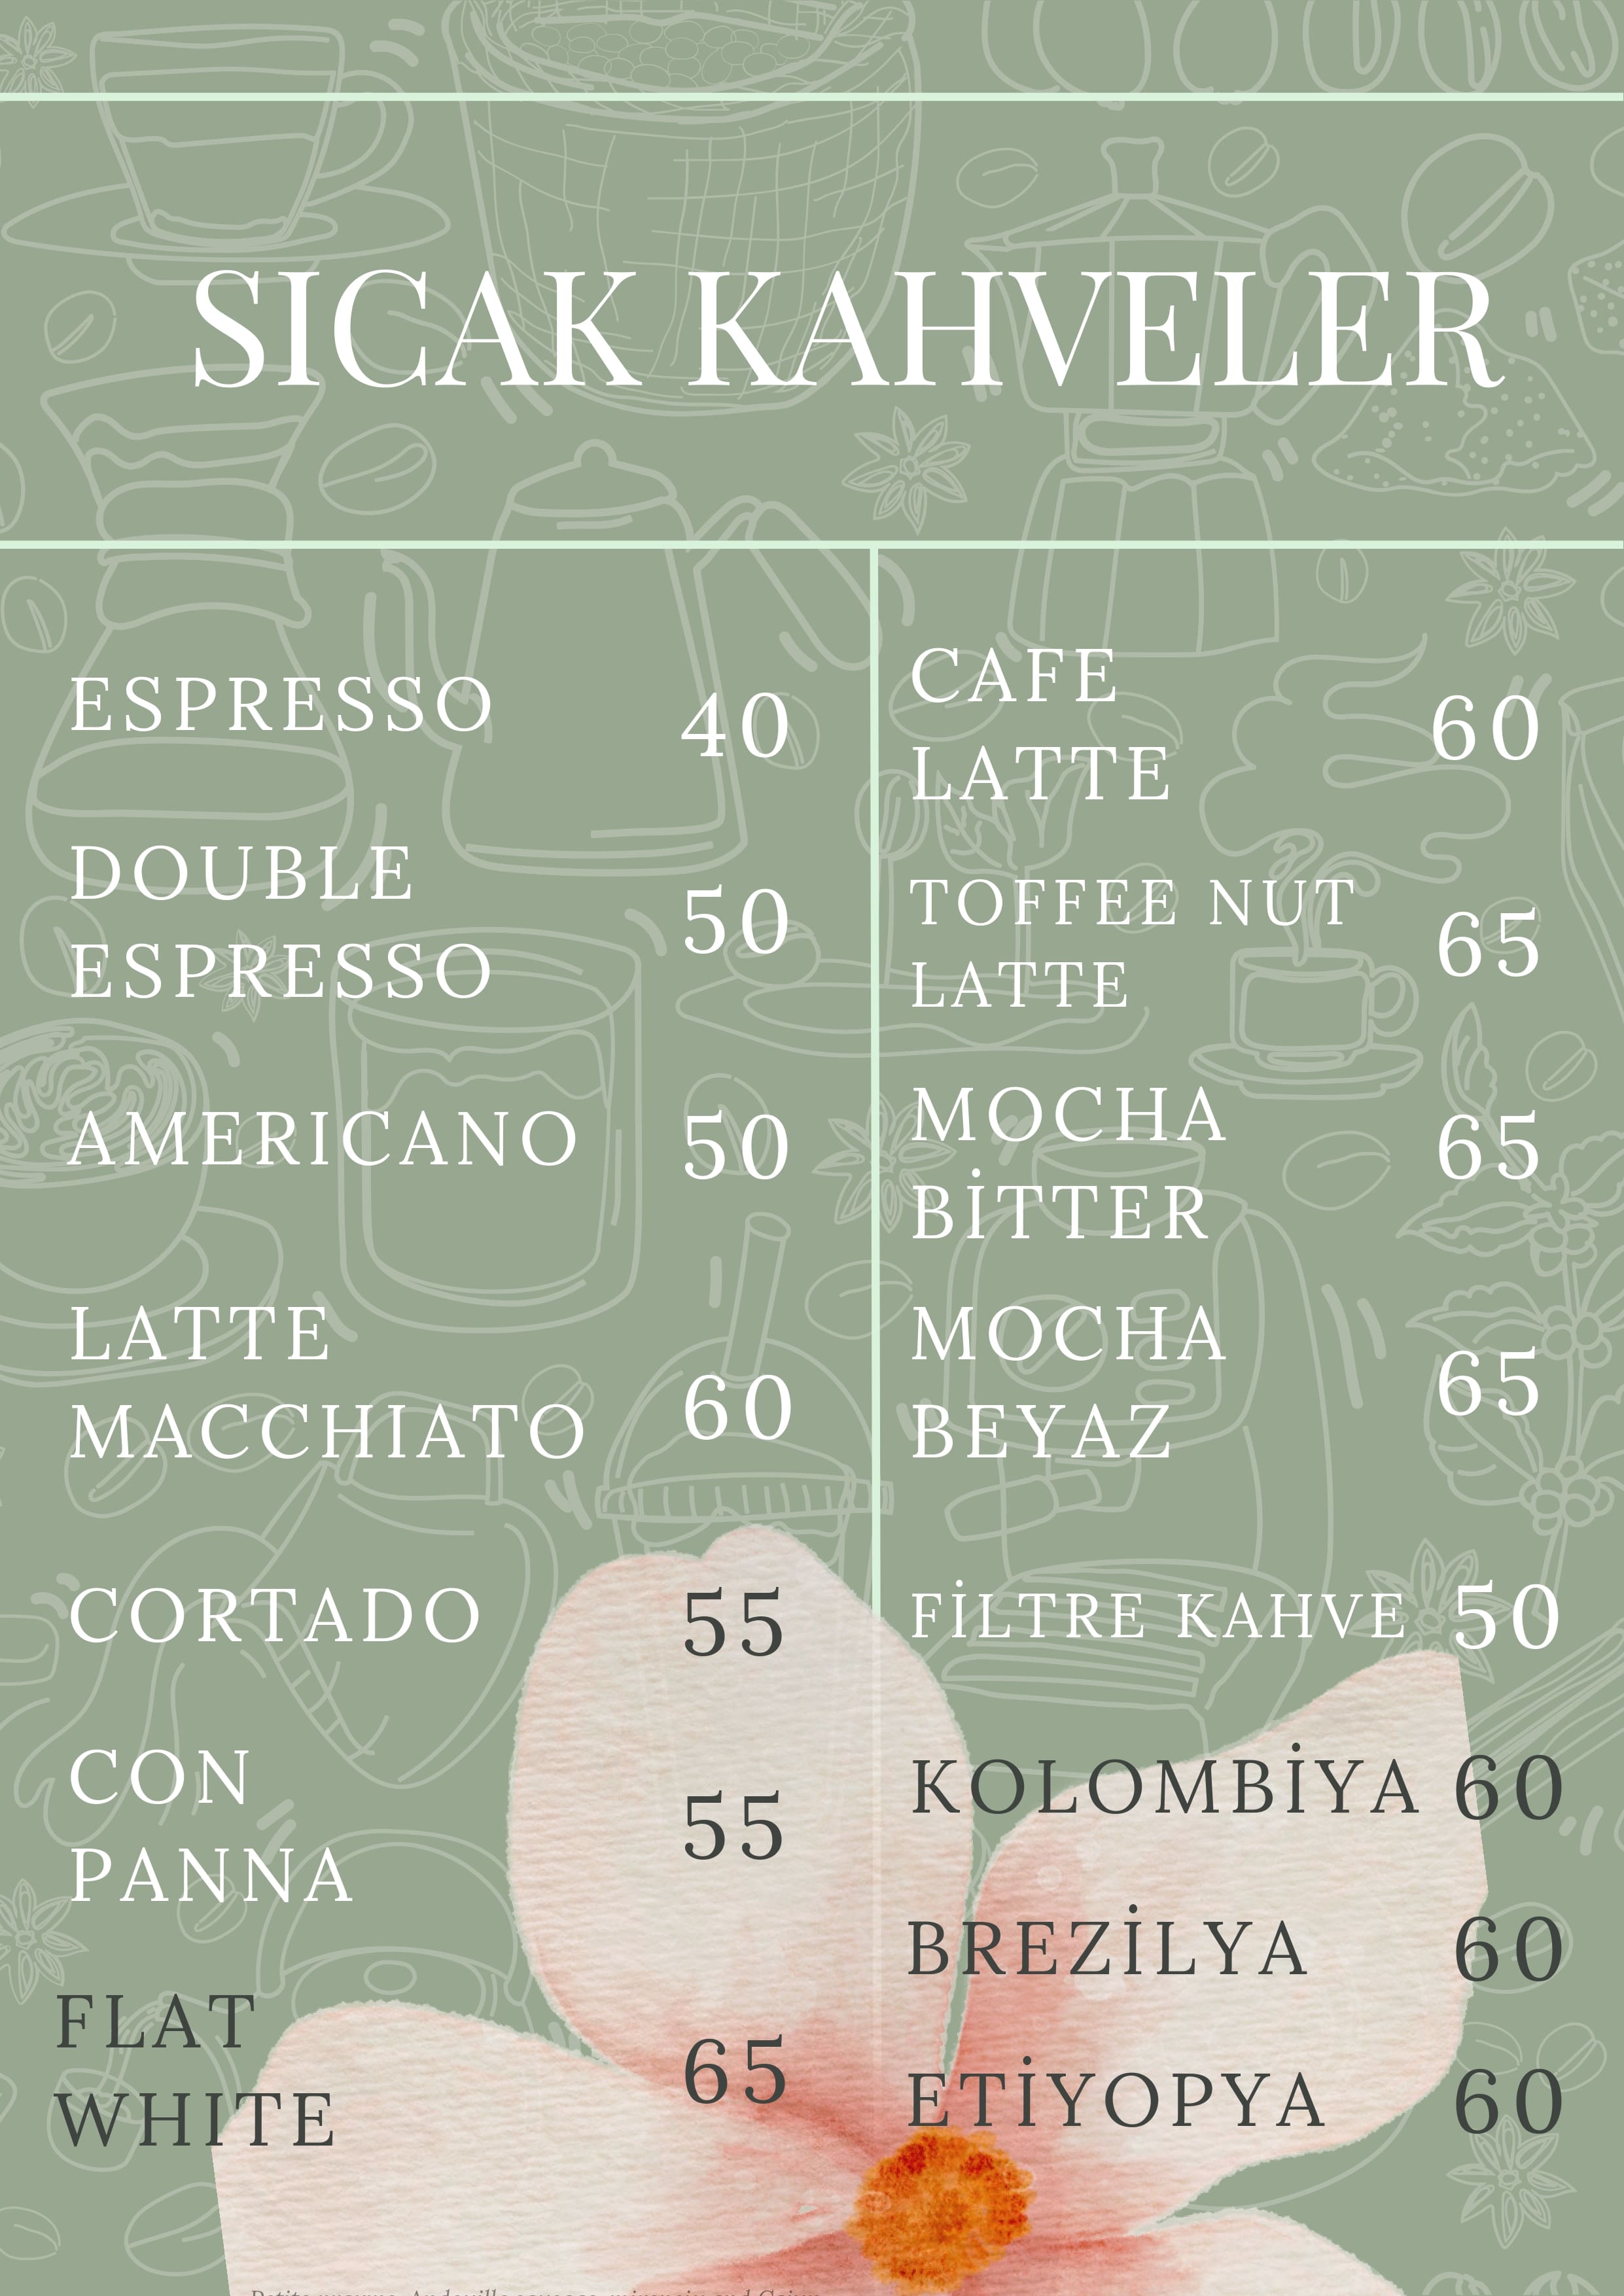 SICAK KAHVELER
ESPRESSO 40
DOUBLE
ESPRESSO 50
AMERICANO 50
LATTE
MACCHIATO 60
CORTADO 55
CON
PANNA 55
FLAT
WHITE 65
CAFE
LATTE 60
TOFFEE NUT
LATTE 65
MOCHA
BİTTER 65
MOCHA
BEYAZ 65
FİLTRE KAHVE 50
KOLOMBİYA 60
BREZİLYA 60
ETİYOPYA 60